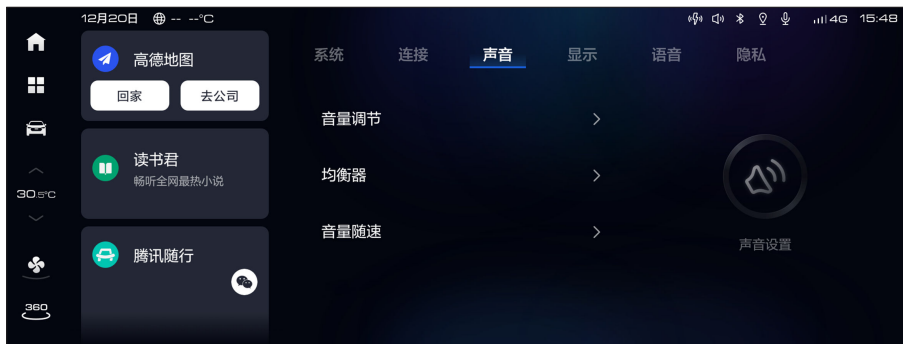 12月20日 -- --°C 4G 15:48
系统 连接 声音 显示 语音 隐私
高德地图
回家 去公司
音量调节
读书君
畅听全网最热小说
均衡器
30.5°C
音量随速
声音设置
腾讯随行
360